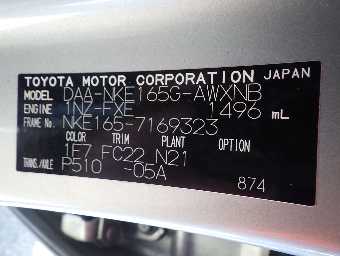 TOYOTA MOTOR CORPORATION JAPAN
MODEL DAA-NKE165G-AWXNB
ENGINE 1NZ-FXE 1496 mL
FRAME NO. NKE165-7169323
COLOR TRIM PLANT OPTION
1F7 FC22 N21
TRANS./AXLE P510 -05A
874